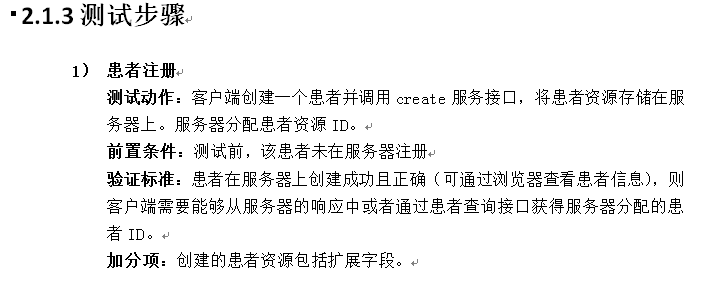 2.1.3 测试步骤
1） 患者注册
测试动作：客户端创建一个患者并调用 create 服务接口，将患者资源存储在服
务器上。服务器分配患者资源 ID。
前置条件：测试前，该患者未在服务器注册
验证标准：患者在服务器上创建成功且正确（可通过浏览器查看患者信息），则
客户端需要能够从服务器的响应中或者通过患者查询接口获得服务器分配的患
者 ID。
加分项：创建的患者资源包括扩展字段。